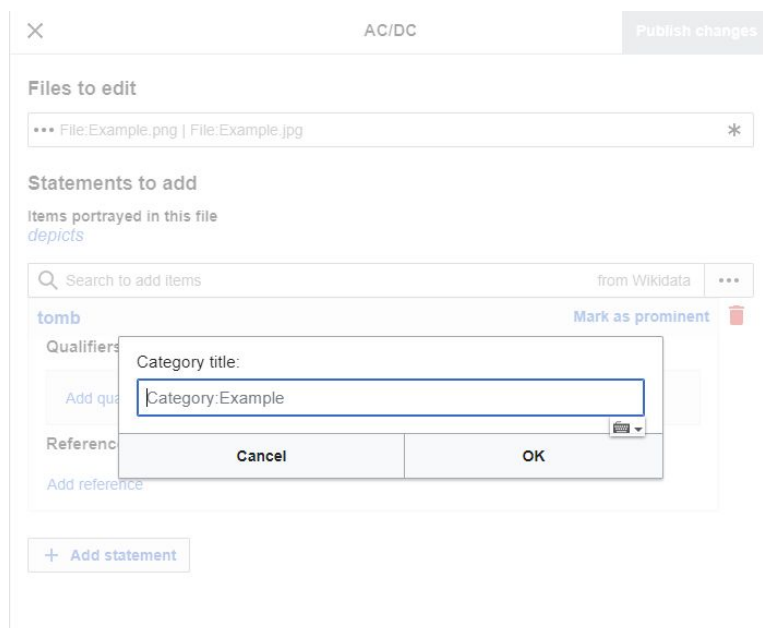 AC/DC
Publish changes
Files to edit
File:Example.png | File:Example.jpg
Statements to add
Items portrayed in this file
depicts
Search to add items
from Wikidata
tomb
Mark as prominent
Qualifiers
Category title:
Add qua
Category:Example
Referenc
Cancel
OK
Add reference
+ Add statement